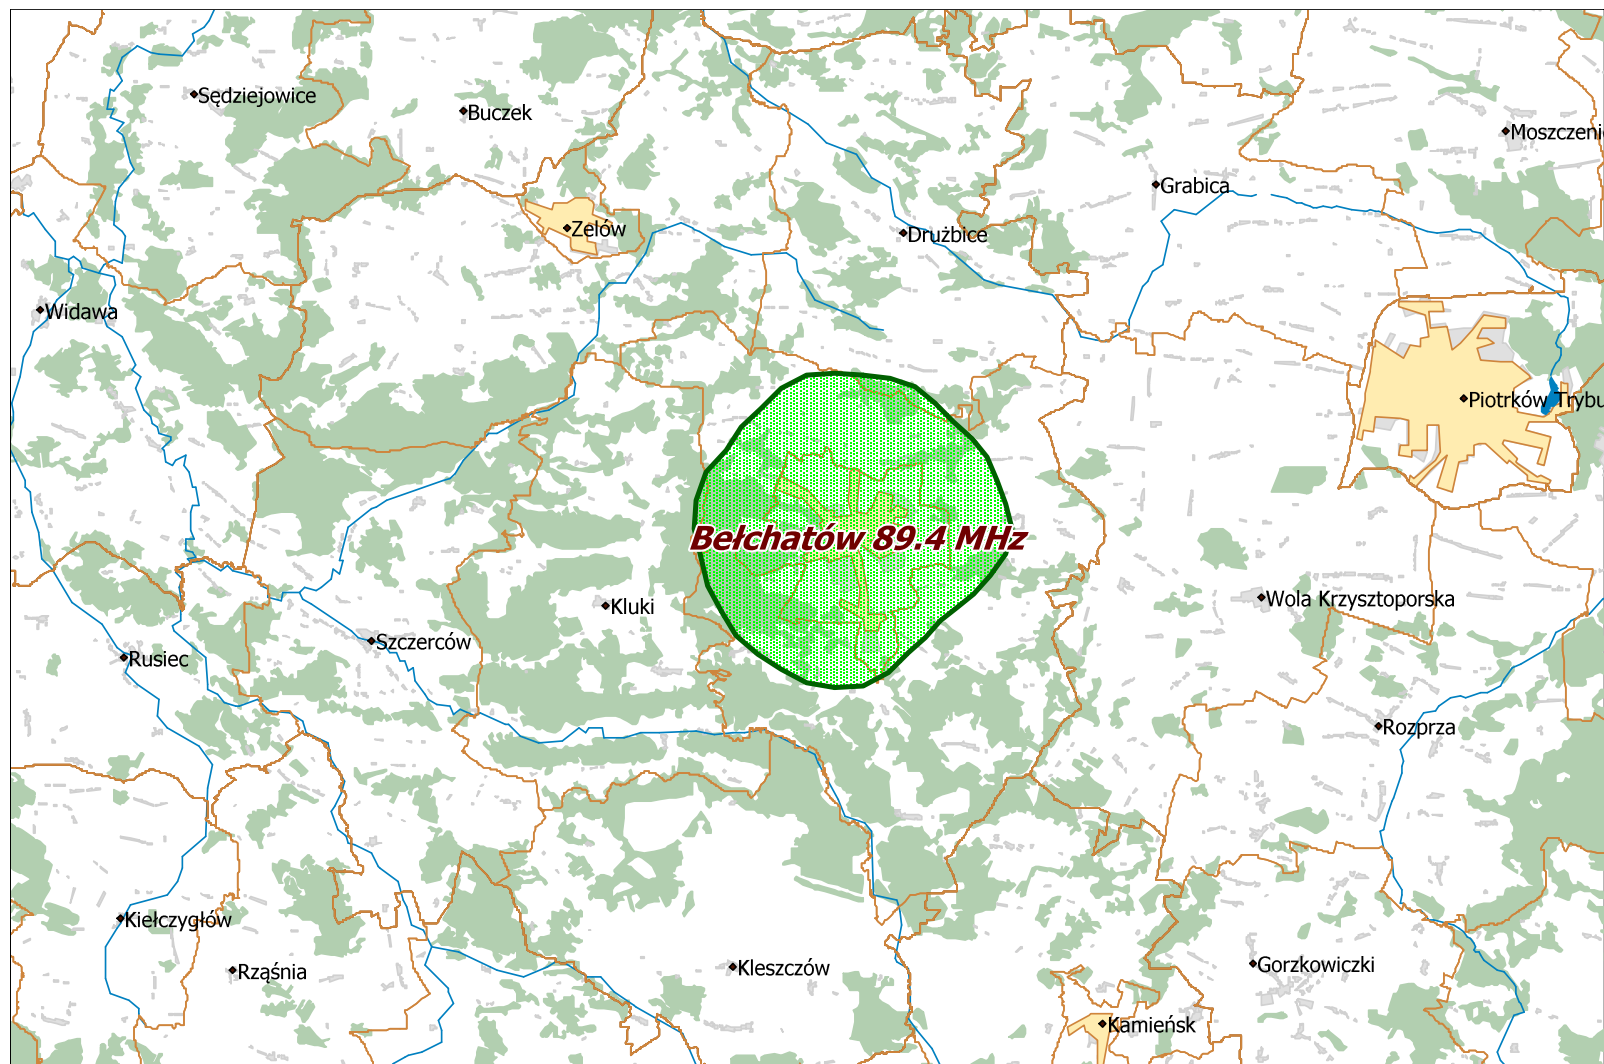 Sędziejowice
Buczek
Moszczeni
Grabica
Zelów
Drużbice
Widawa
Piotrków Trybu
Bełchatów 89.4 MHz
Kluki
Wola Krzysztoporska
Szczerców
Rusiec
Rozprza
Kiełczygłów
Rząśnia
Kleszczów
Gorzkowiczki
Kamieńsk